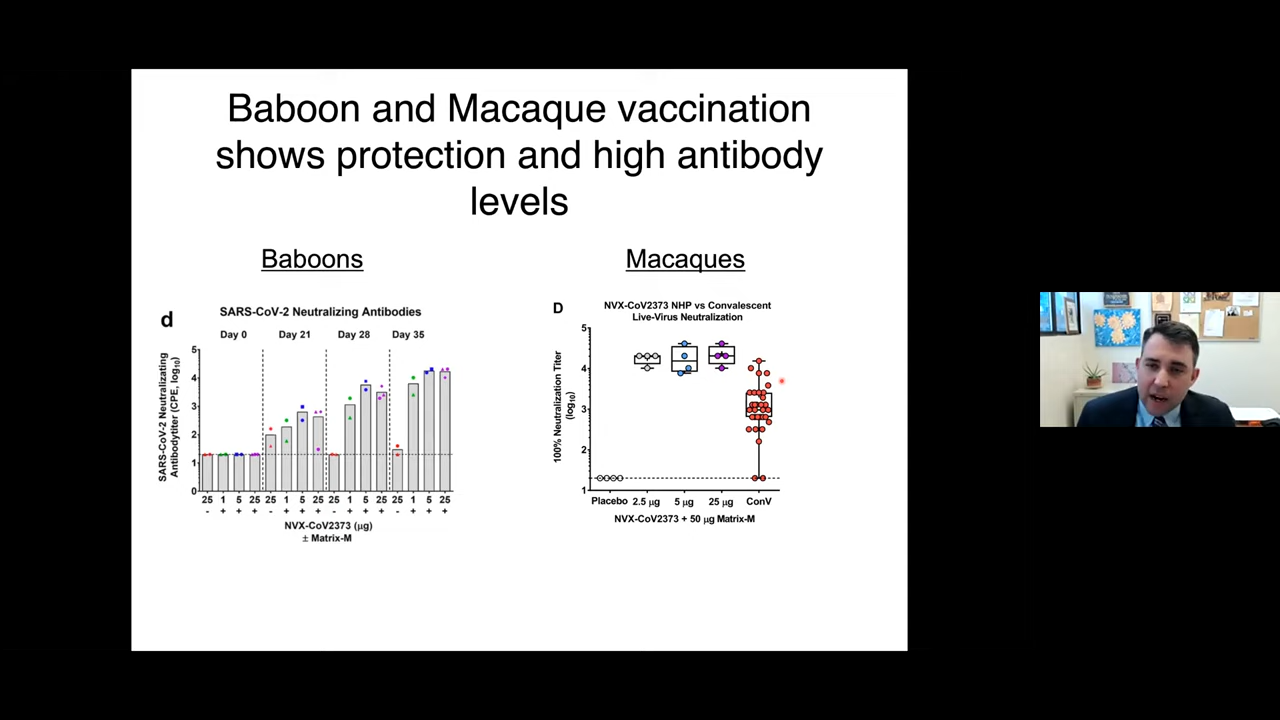 Baboon and Macaque vaccination
shows protection and high antibody
levels
Baboons
d
SARS-CoV-2 Neutralizing Antibodies
Day 0 Day 21 Day 28 Day 35
SARS-CoV-2 Neutralizing
Antibodytiter (CPE, log10)
5
4
3
2
1
0
25 1 5 25 25 1 5 25 25 1 5 25 25 1 5 25
- + + + - + + + - + + + - + + +
NVX-CoV2373 (µg)
± Matrix-M
Macaques
D
NVX-CoV2373 NHP vs Convalescent
Live-Virus Neutralization
100% Neutralization Titer
(log10)
5
4
3
2
1
Placebo 2.5 µg 5 µg 25 µg ConV
NVX-CoV2373 + 50 µg Matrix-M